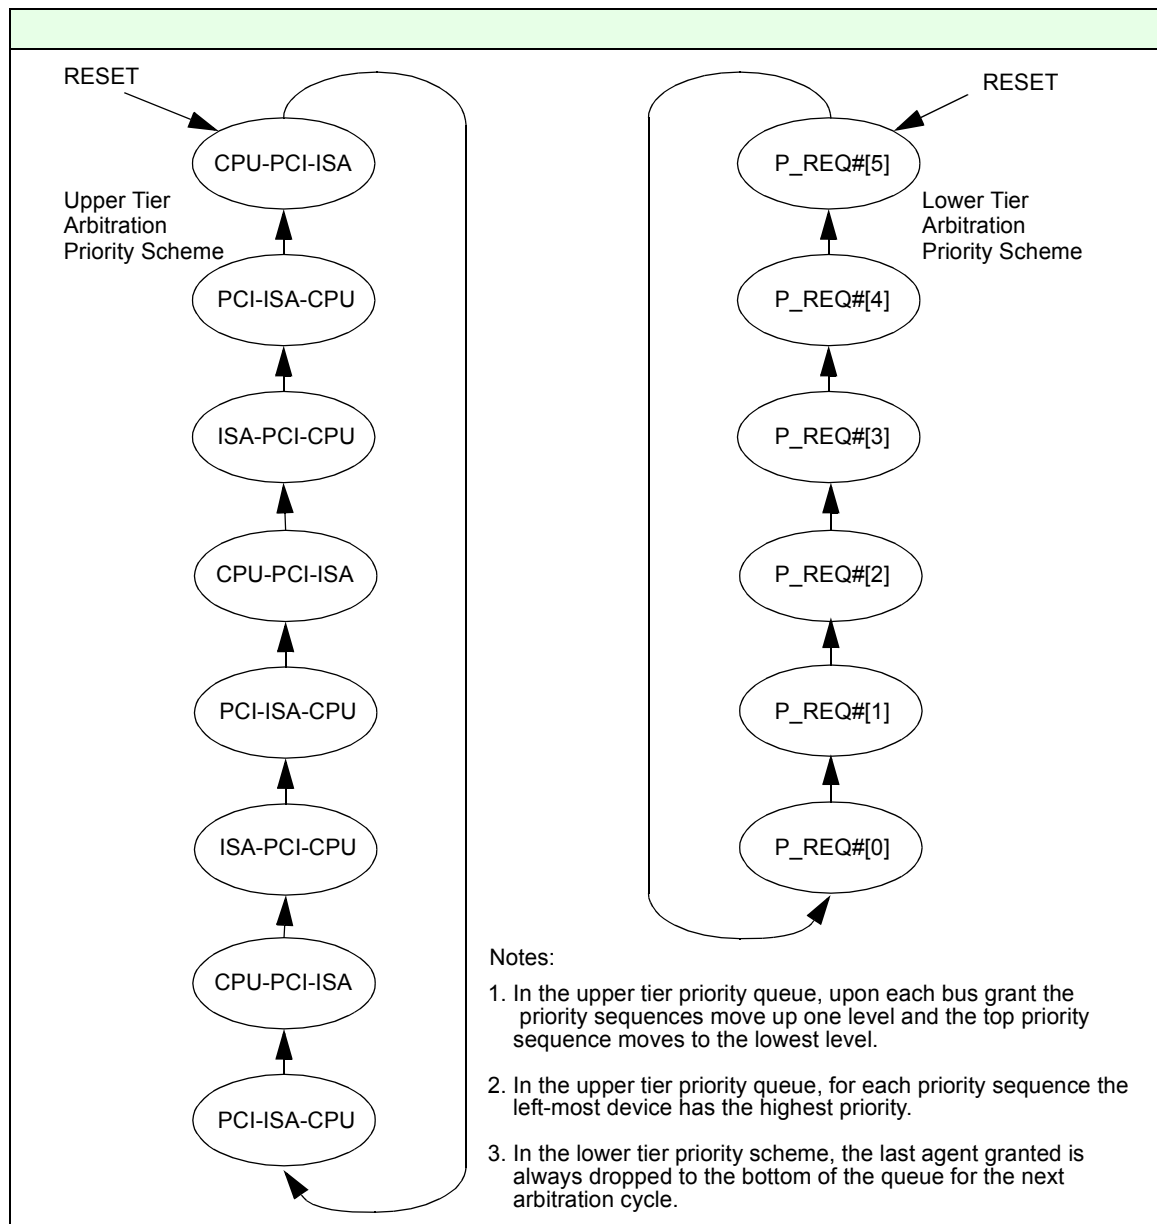 RESET
CPU-PCI-ISA
Upper Tier
Arbitration
Priority Scheme
PCI-ISA-CPU
ISA-PCI-CPU
CPU-PCI-ISA
PCI-ISA-CPU
ISA-PCI-CPU
CPU-PCI-ISA
PCI-ISA-CPU
RESET
P_REQ#[5]
Lower Tier
Arbitration
Priority Scheme
P_REQ#[4]
P_REQ#[3]
P_REQ#[2]
P_REQ#[1]
P_REQ#[0]
Notes:
1. In the upper tier priority queue, upon each bus grant the
priority sequences move up one level and the top priority
sequence moves to the lowest level.
2. In the upper tier priority queue, for each priority sequence the
left-most device has the highest priority.
3. In the lower tier priority scheme, the last agent granted is
always dropped to the bottom of the queue for the next
arbitration cycle.